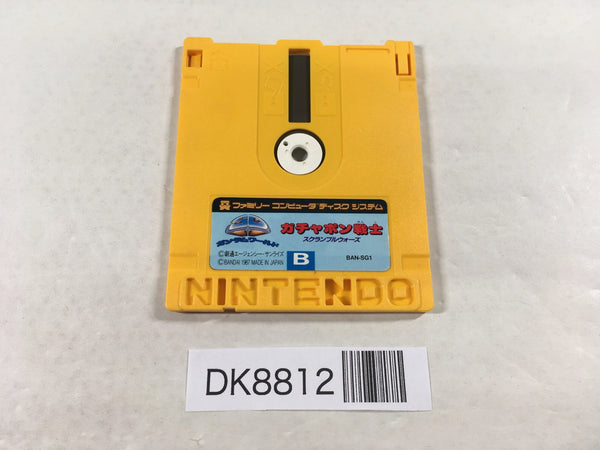 ファミリー コンピュータ ディスク システム
ガンダムワールド
ガチャポン戦士
スクランブルウォーズ
©創通エージェンシー・サンライズ
©BANDAI 1987 MADE IN JAPAN
B
BAN-SG1
NINTENDO
DK8812